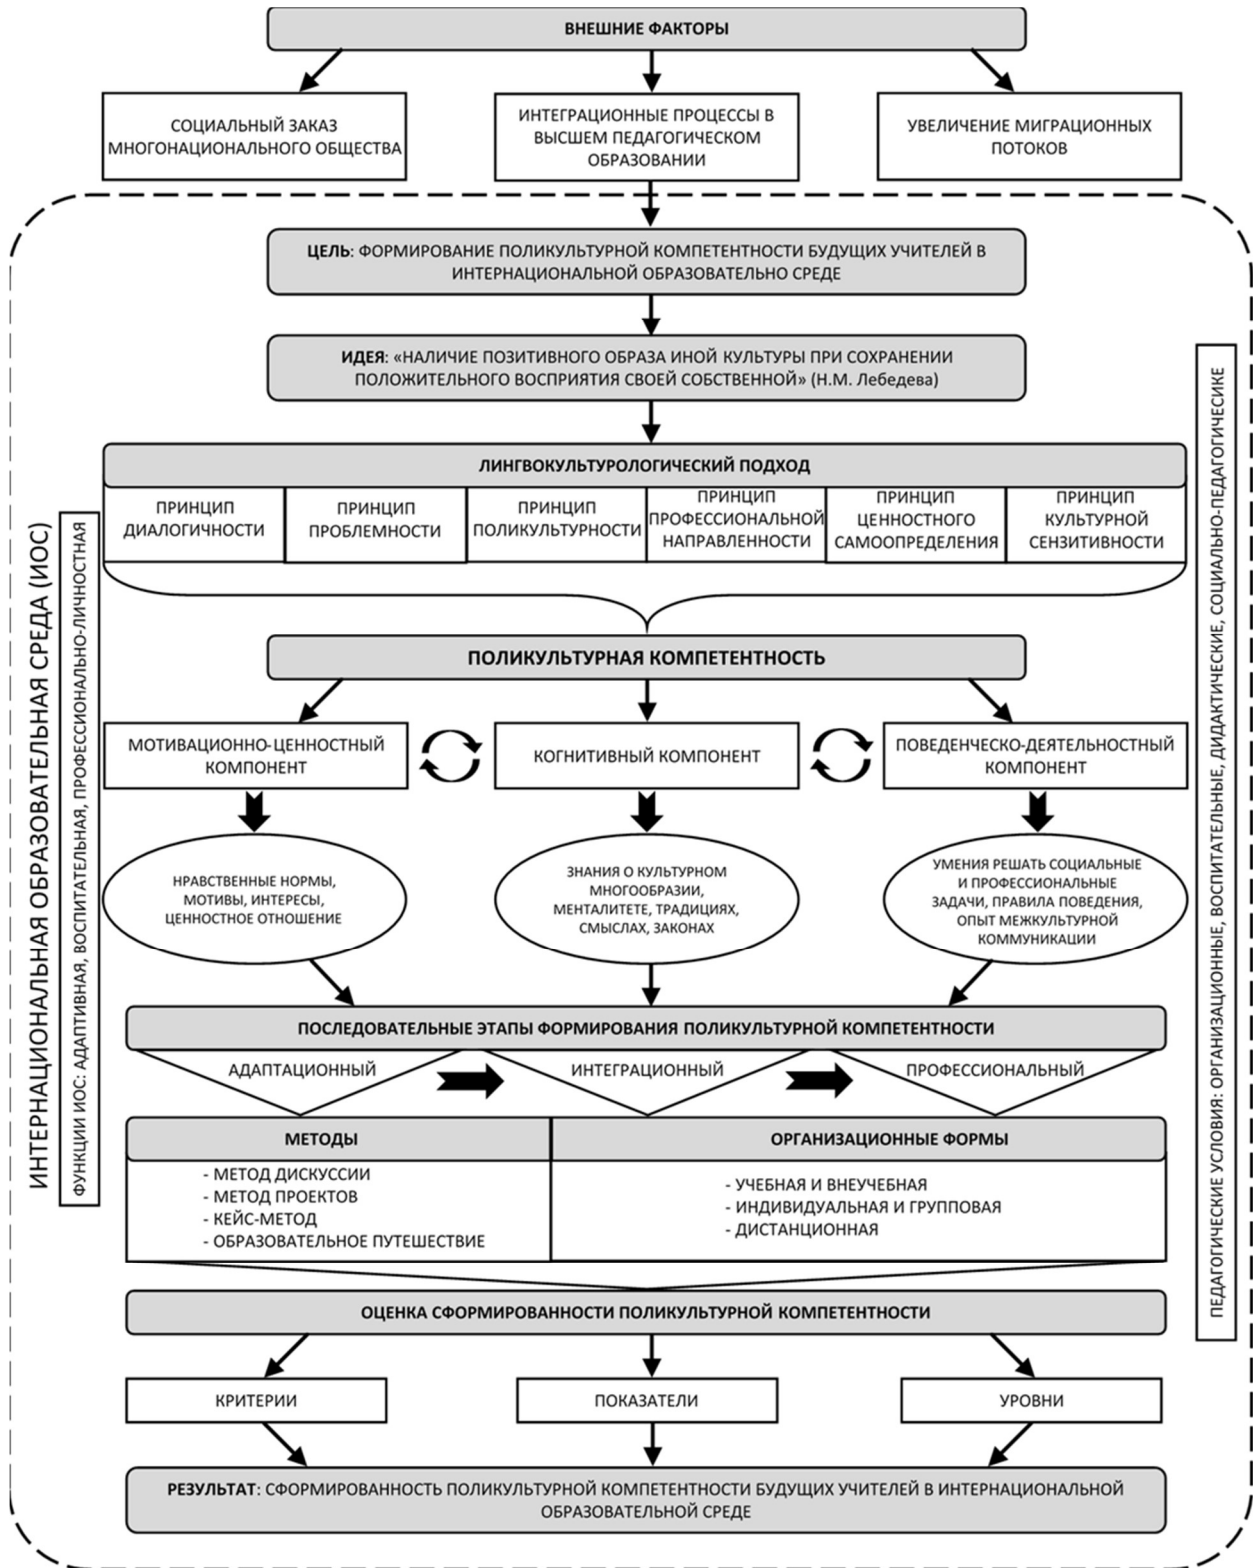 ВНЕШНИЕ ФАКТОРЫ
СОЦИАЛЬНЫЙ ЗАКАЗ
МНОГОНАЦИОНАЛЬНОГО ОБЩЕСТВА
ИНТЕГРАЦИОННЫЕ ПРОЦЕССЫ В
ВЫСШЕМ ПЕДАГОГИЧЕСКОМ
ОБРАЗОВАНИИ
УВЕЛИЧЕНИЕ МИГРАЦИОННЫХ
ПОТОКОВ
ЦЕЛЬ: ФОРМИРОВАНИЕ ПОЛИКУЛЬТУРНОЙ КОМПЕТЕНТНОСТИ БУДУЩИХ УЧИТЕЛЕЙ В
ИНТЕРНАЦИОНАЛЬНОЙ ОБРАЗОВАТЕЛЬНО СРЕДЕ
ИДЕЯ: «НАЛИЧИЕ ПОЗИТИВНОГО ОБРАЗА ИНОЙ КУЛЬТУРЫ ПРИ СОХРАНЕНИИ
ПОЛОЖИТЕЛЬНОГО ВОСПРИЯТИЯ СВОЕЙ СОБСТВЕННОЙ» (Н.М. Лебедева)
ЛИНГВОКУЛЬТУРОЛОГИЧЕСКИЙ ПОДХОД
ПРИНЦИП
ДИАЛОГИЧНОСТИ
ПРИНЦИП
ПРОБЛЕМНОСТИ
ПРИНЦИП
ПОЛИКУЛЬТУРНОСТИ
ПРИНЦИП
ПРОФЕССИОНАЛЬНОЙ
НАПРАВЛЕННОСТИ
ПРИНЦИП
ЦЕННОСТНОГО
САМООПРЕДЕЛЕНИЯ
ПРИНЦИП
КУЛЬТУРНОЙ
СЕНЗИТИВНОСТИ
ИНТЕРНАЦИОНАЛЬНАЯ ОБРАЗОВАТЕЛЬНАЯ СРЕДА (ИОС)
ФУНКЦИИ ИОС: АДАПТИВНАЯ, ВОСПИТАТЕЛЬНАЯ, ПРОФЕССИОНАЛЬНО-ЛИЧНОСТНАЯ
ПЕДАГОГИЧЕСКИЕ УСЛОВИЯ: ОРГАНИЗАЦИОННЫЕ, ВОСПИТАТЕЛЬНЫЕ, ДИДАКТИЧЕСКИЕ, СОЦИАЛЬНО-ПЕДАГОГИЧЕСИКЕ
ПОЛИКУЛЬТУРНАЯ КОМПЕТЕНТНОСТЬ
МОТИВАЦИОННО-ЦЕННОСТНЫЙ
КОМПОНЕНТ
КОГНИТИВНЫЙ КОМПОНЕНТ
ПОВЕДЕНЧЕСКО-ДЕЯТЕЛЬНОСТНЫЙ
КОМПОНЕНТ
НРАВСТВЕННЫЕ НОРМЫ,
МОТИВЫ, ИНТЕРЕСЫ,
ЦЕННОСТНОЕ ОТНОШЕНИЕ
ЗНАНИЯ О КУЛЬТУРНОМ
МНОГООБРАЗИИ,
МЕНТАЛИТЕТЕ, ТРАДИЦИЯХ,
СМЫСЛАХ, ЗАКОНАХ
УМЕНИЯ РЕШАТЬ СОЦИАЛЬНЫЕ
И ПРОФЕССИОНАЛЬНЫЕ
ЗАДАЧИ, ПРАВИЛА ПОВЕДЕНИЯ,
ОПЫТ МЕЖКУЛЬТУРНОЙ
КОММУНИКАЦИИ
ПОСЛЕДОВАТЕЛЬНЫЕ ЭТАПЫ ФОРМИРОВАНИЯ ПОЛИКУЛЬТУРНОЙ КОМПЕТЕНТНОСТИ
АДАПТАЦИОННЫЙ
ИНТЕГРАЦИОННЫЙ
ПРОФЕССИОНАЛЬНЫЙ
МЕТОДЫ
- МЕТОД ДИСКУССИИ
- МЕТОД ПРОЕКТОВ
- КЕЙС-МЕТОД
- ОБРАЗОВАТЕЛЬНОЕ ПУТЕШЕСТВИЕ
ОРГАНИЗАЦИОННЫЕ ФОРМЫ
- УЧЕБНАЯ И ВНЕУЧЕБНАЯ
- ИНДИВИДУАЛЬНАЯ И ГРУППОВАЯ
- ДИСТАНЦИОННАЯ
ОЦЕНКА СФОРМИРОВАННОСТИ ПОЛИКУЛЬТУРНОЙ КОМПЕТЕНТНОСТИ
КРИТЕРИИ
ПОКАЗАТЕЛИ
УРОВНИ
РЕЗУЛЬТАТ: СФОРМИРОВАННОСТЬ ПОЛИКУЛЬТУРНОЙ КОМПЕТЕНТНОСТИ БУДУЩИХ УЧИТЕЛЕЙ В ИНТЕРНАЦИОНАЛЬНОЙ
ОБРАЗОВАТЕЛЬНОЙ СРЕДЕ